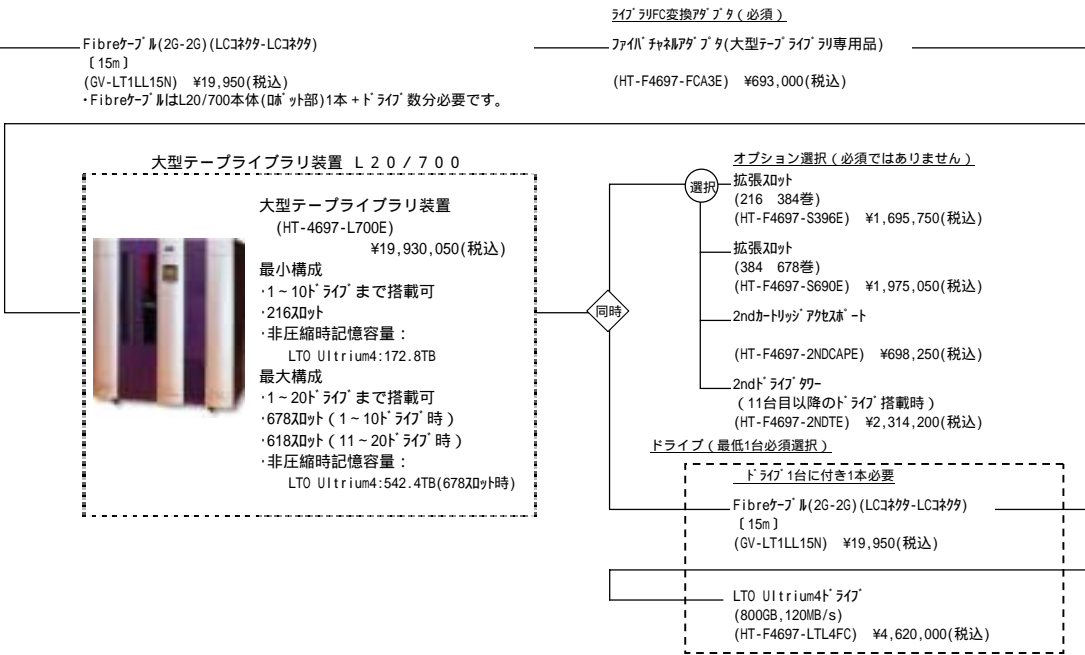 ライブラリFC変換アダプタ(必須)
Fibreケーブル(2G-2G)(LCコネクタ-LCコネクタ)
〔15m〕
(GV-LT1LL15N) ¥19,950(税込)
・FibreケーブルはL20/700本体(ロボット部)1本+ドライブ数分必要です。
ファイバチャネルアダプタ(大型テープライブラリ専用品)
(HT-F4697-FCA3E) ¥693,000(税込)
大型テープライブラリ装置 L20/700
大型テープライブラリ装置
(HT-4697-L700E)
¥19,930,050(税込)
最小構成
・1~10ドライブまで搭載可
・216スロット
・非圧縮時記憶容量:
LTO Ultrium4:172.8TB
最大構成
・1~20ドライブまで搭載可
・678スロット(1~10ドライブ時)
・618スロット(11~20ドライブ時)
・非圧縮時記憶容量:
LTO Ultrium4:542.4TB(678スロット時)
同時
オプション選択(必須ではありません)
選択
拡張スロット
(216 384巻)
(HT-F4697-S396E) ¥1,695,750(税込)
拡張スロット
(384 678巻)
(HT-F4697-S690E) ¥1,975,050(税込)
2ndカートリッジアクセスポート
(HT-F4697-2NDCAPE) ¥698,250(税込)
2ndドライブタワー
(11台目以降のドライブ搭載時)
(HT-F4697-2NDTE) ¥2,314,200(税込)
ドライブ(最低1台必須選択)
ドライブ1台に付き1本必要
Fibreケーブル(2G-2G)(LCコネクタ-LCコネクタ)
〔15m〕
(GV-LT1LL15N) ¥19,950(税込)
LTO Ultrium4ドライブ
(800GB,120MB/s)
(HT-F4697-LTL4FC) ¥4,620,000(税込)